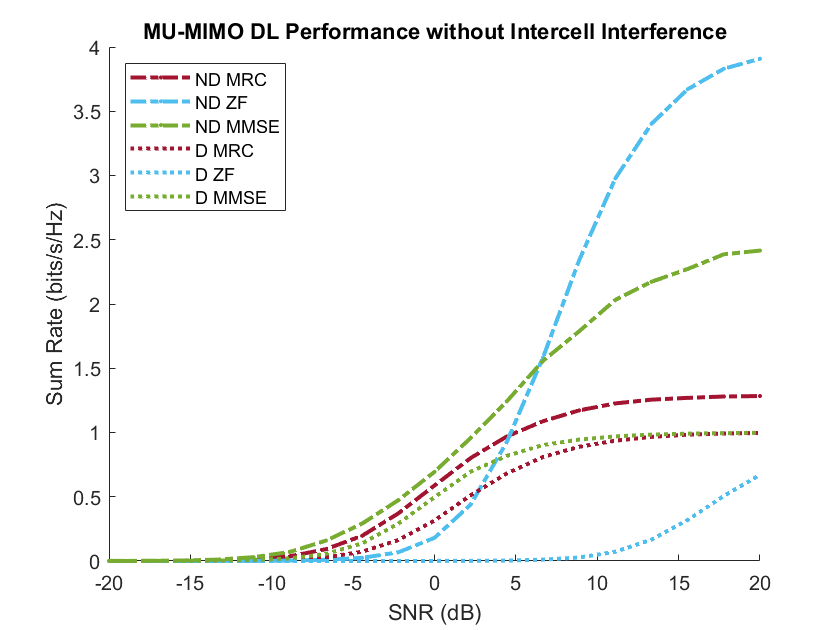 MU-MIMO DL Performance without Intercell Interference
4
3.5
3
2.5
2
1.5
1
0.5
0
Sum Rate (bits/s/Hz)
ND MRC
ND ZF
ND MMSE
D MRC
D ZF
D MMSE
-20 -15 -10 -5 0 5 10 15 20
SNR (dB)